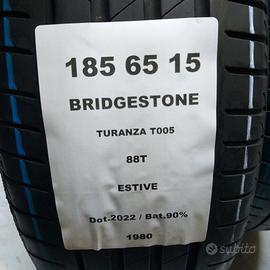 185 65 15
BRIDGESTONE
TURANZA T005
88T
ESTIVE
Dot-2022 / Bat.90%
1980
subito